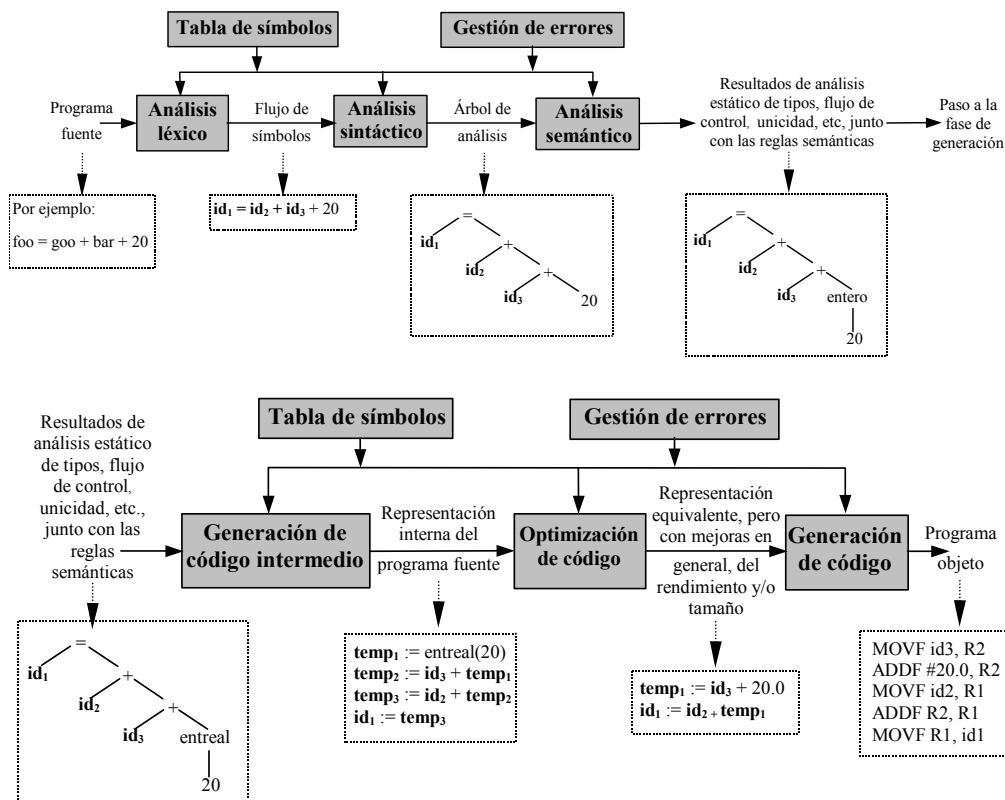 Tabla de símbolos
Gestión de errores
Programa
fuente
Análisis
léxico
Flujo de
símbolos
Análisis
sintáctico
Árbol de
análisis
Análisis
semántico
Resultados de análisis
estático de tipos, flujo de
control, unicidad, etc, junto
con las reglas semánticas
Paso a la
fase de
generación
Por ejemplo:
foo = goo + bar + 20
id1 = id2 + id3 + 20
=
id1
+
id2
+
id3
20
=
id1
+
id2
+
id3
entero
20
Tabla de símbolos
Gestión de errores
Resultados de
análisis estático
de tipos, flujo
de control,
unicidad, etc.,
junto con las
reglas
semánticas
Generación de
código intermedio
Representación
interna del
programa fuente
Optimización
de código
Representación
equivalente, pero
con mejoras en
general, del
rendimiento y/o
tamaño
Generación
de código
Programa
objeto
=
id1
+
id2
+
id3
entreal
20
temp1 := entreal(20)
temp2 := id3 + temp1
temp3 := id2 + temp2
id1 := temp3
temp1 := id3 + 20.0
id1 := id2 + temp1
MOVF id3, R2
ADDF #20.0, R2
MOVF id2, R1
ADDF R2, R1
MOVF R1, id1